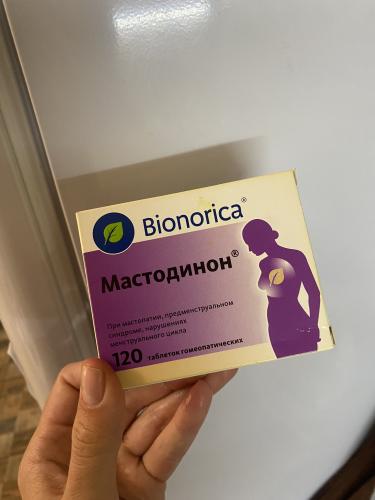 Bionorica®
Мастодинон®
При мастопатии, предменструальном
синдроме, нарушениях
менструального цикла
120 таблеток гомеопатических